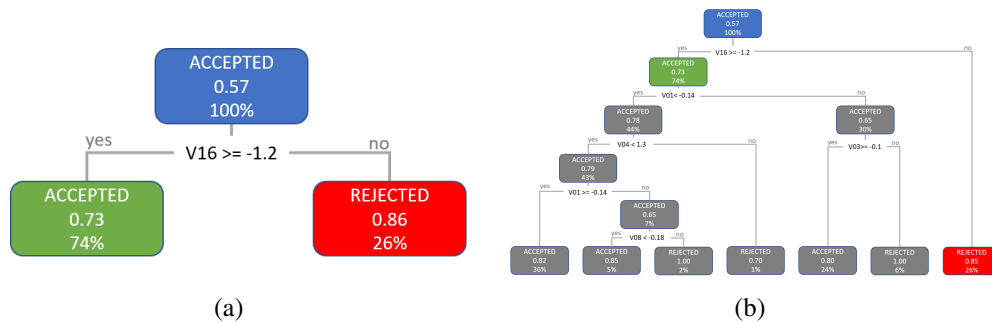 ACCEPTED
0.57
100%
yes
no
V16 >= -1.2
ACCEPTED
0.73
74%
REJECTED
0.86
26%
(a)
ACCEPTED
0.57
100%
yes
no
V16 >= -1.2
ACCEPTED
0.73
74%
yes
no
V01< -0.14
ACCEPTED
0.78
44%
ACCEPTED
0.65
30%
yes
no
V04 < 1.3
yes
no
V03>= -0.1
ACCEPTED
0.79
43%
yes
no
V01 >= -0.14
ACCEPTED
0.65
7%
yes
no
V08 < -0.18
ACCEPTED
0.82
36%
ACCEPTED
0.85
5%
REJECTED
1.00
2%
REJECTED
0.70
1%
ACCEPTED
0.80
24%
REJECTED
1.00
6%
REJECTED
0.85
26%
(b)